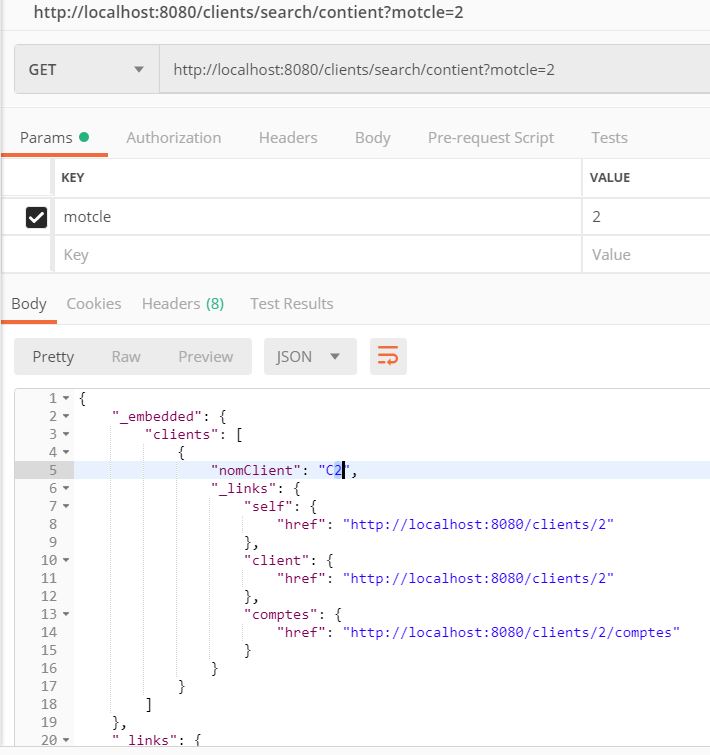 http://localhost:8080/clients/search/contient?motcle=2
GET http://localhost:8080/clients/search/contient?motcle=2
Params Authorization Headers Body Pre-request Script Tests
KEY VALUE
motcle 2
Key Value
Body Cookies Headers (8) Test Results
Pretty Raw Preview JSON
1 {
2 "_embedded": {
3 "clients": [
4 {
5 "nomClient": "C2",
6 "_links": {
7 "self": {
8 "href": "http://localhost:8080/clients/2"
9 },
10 "client": {
11 "href": "http://localhost:8080/clients/2"
12 },
13 "comptes": {
14 "href": "http://localhost:8080/clients/2/comptes"
15 }
16 }
17 }
18 ]
19 },
20 "_links": {